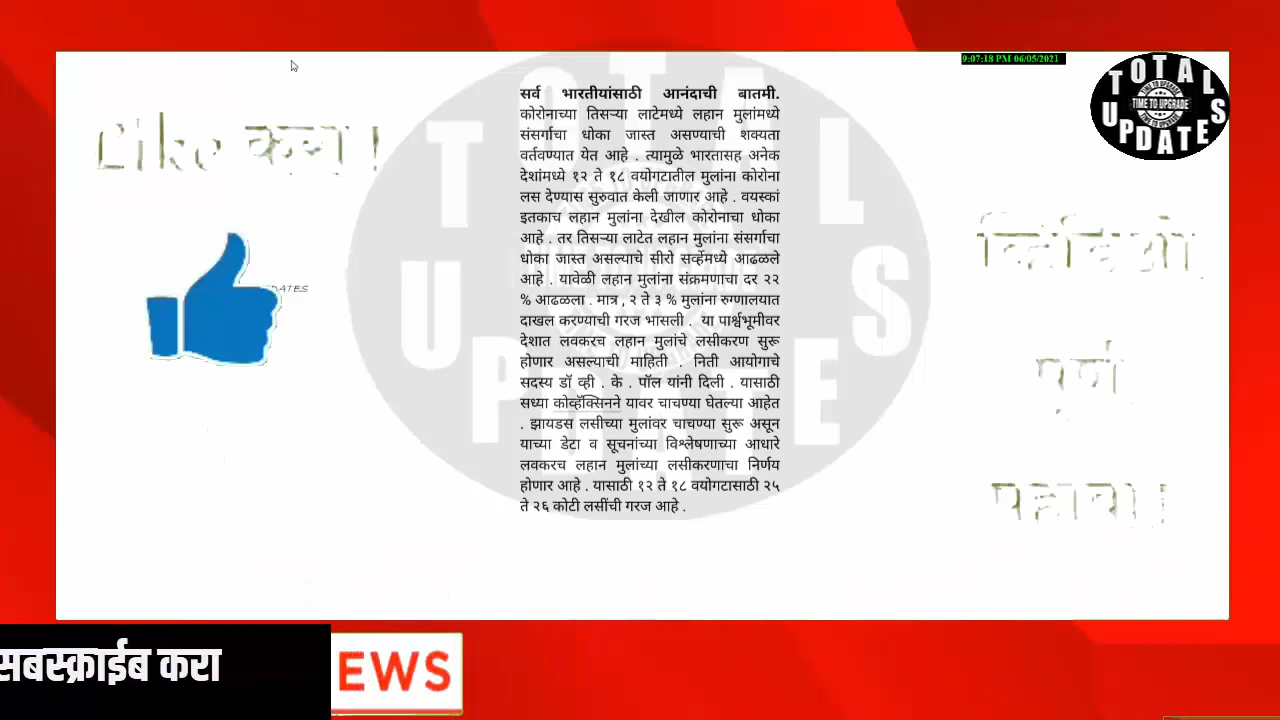 9:07:18 PM 06/05/2021
TOTAL
TIME TO UPGRADE
UPDATES
Like करा !
सर्व भारतीयांसाठी आनंदाची बातमी.
कोरोनाच्या तिसऱ्या लाटेमध्ये लहान मुलांमध्ये
संसर्गाचा धोका जास्त असण्याची शक्यता
वर्तवण्यात येत आहे . त्यामुळे भारतासह अनेक
देशांमध्ये १२ ते १८ वयोगटातील मुलांना कोरोना
लस देण्यास सुरुवात केली जाणार आहे . वयस्कां
इतकाच लहान मुलांना देखील कोरोनाचा धोका
आहे . तर तिसऱ्या लाटेत लहान मुलांना संसर्गाचा
धोका जास्त असल्याचे सीरो सर्व्हेमध्ये आढळले
आहे . यावेळी लहान मुलांना संक्रमणाचा दर २२
% आढळला . मात्र , २ ते ३ % मुलांना रुग्णालयात
दाखल करण्याची गरज भासली . या पार्श्वभूमीवर
देशात लवकरच लहान मुलांचे लसीकरण सुरू
होणार असल्याची माहिती . निती आयोगाचे
सदस्य डॉ व्ही . के . पॉल यांनी दिली . यासाठी
सध्या कोव्हॅक्सिनने यावर चाचण्या घेतल्या आहेत
. झायडस लसीच्या मुलांवर चाचण्या सुरू असून
याच्या डेटा व सूचनांच्या विश्लेषणाच्या आधारे
लवकरच लहान मुलांच्या लसीकरणाचा निर्णय
होणार आहे . यासाठी १२ ते १८ वयोगटासाठी २५
ते २६ कोटी लसींची गरज आहे .
DATES
TOTAL
UPDATES
पूर्ण
सबस्क्राईब करा
EWS